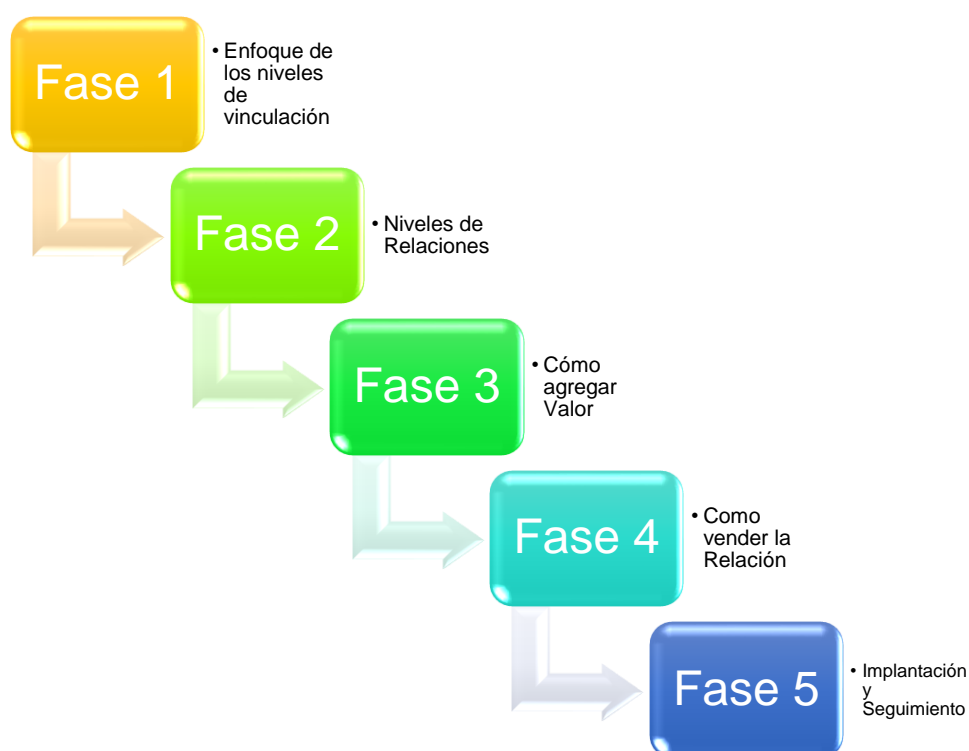 Fase 1
• Enfoque de
los niveles
de
vinculación
Fase 2
• Niveles de
Relaciones
Fase 3
• Cómo
agregar
Valor
Fase 4
• Como
vender la
Relación
Fase 5
• Implantación
y
Seguimiento